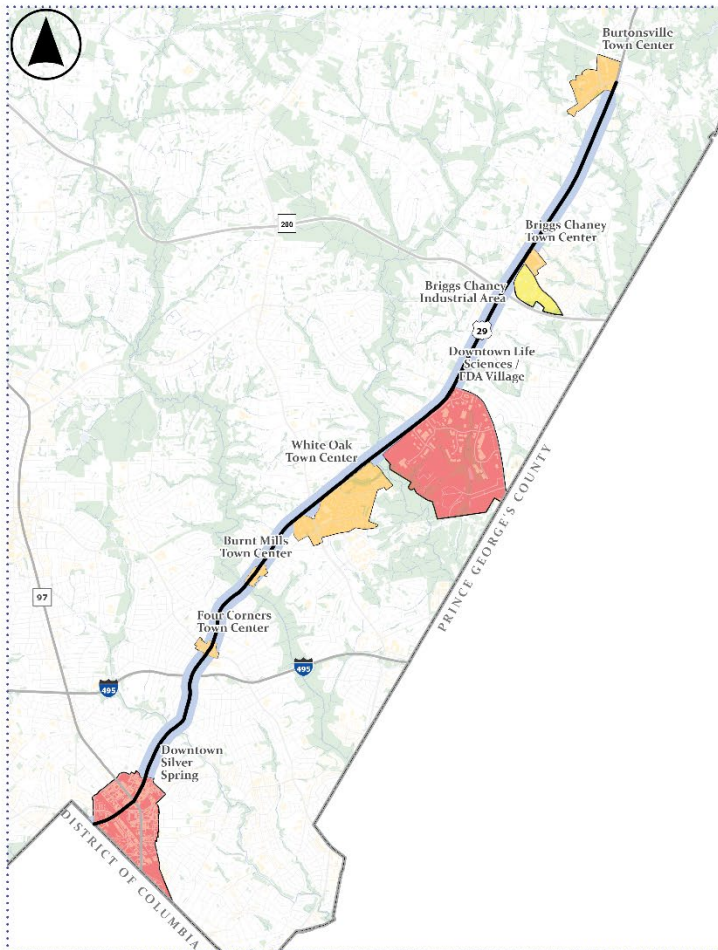 Burtonsville
Town Center
200
Briggs Chaney
Town Center
Briggs Chaney
Industrial Area
29
Downtown Life
Sciences /
FDA Village
White Oak
Town Center
PRINCE GEORGE'S COUNTY
Burnt Mills
Town Center
97
Four Corners
Town Center
495
495
Downtown
Silver
Spring
DISTRICT OF COLUMBIA